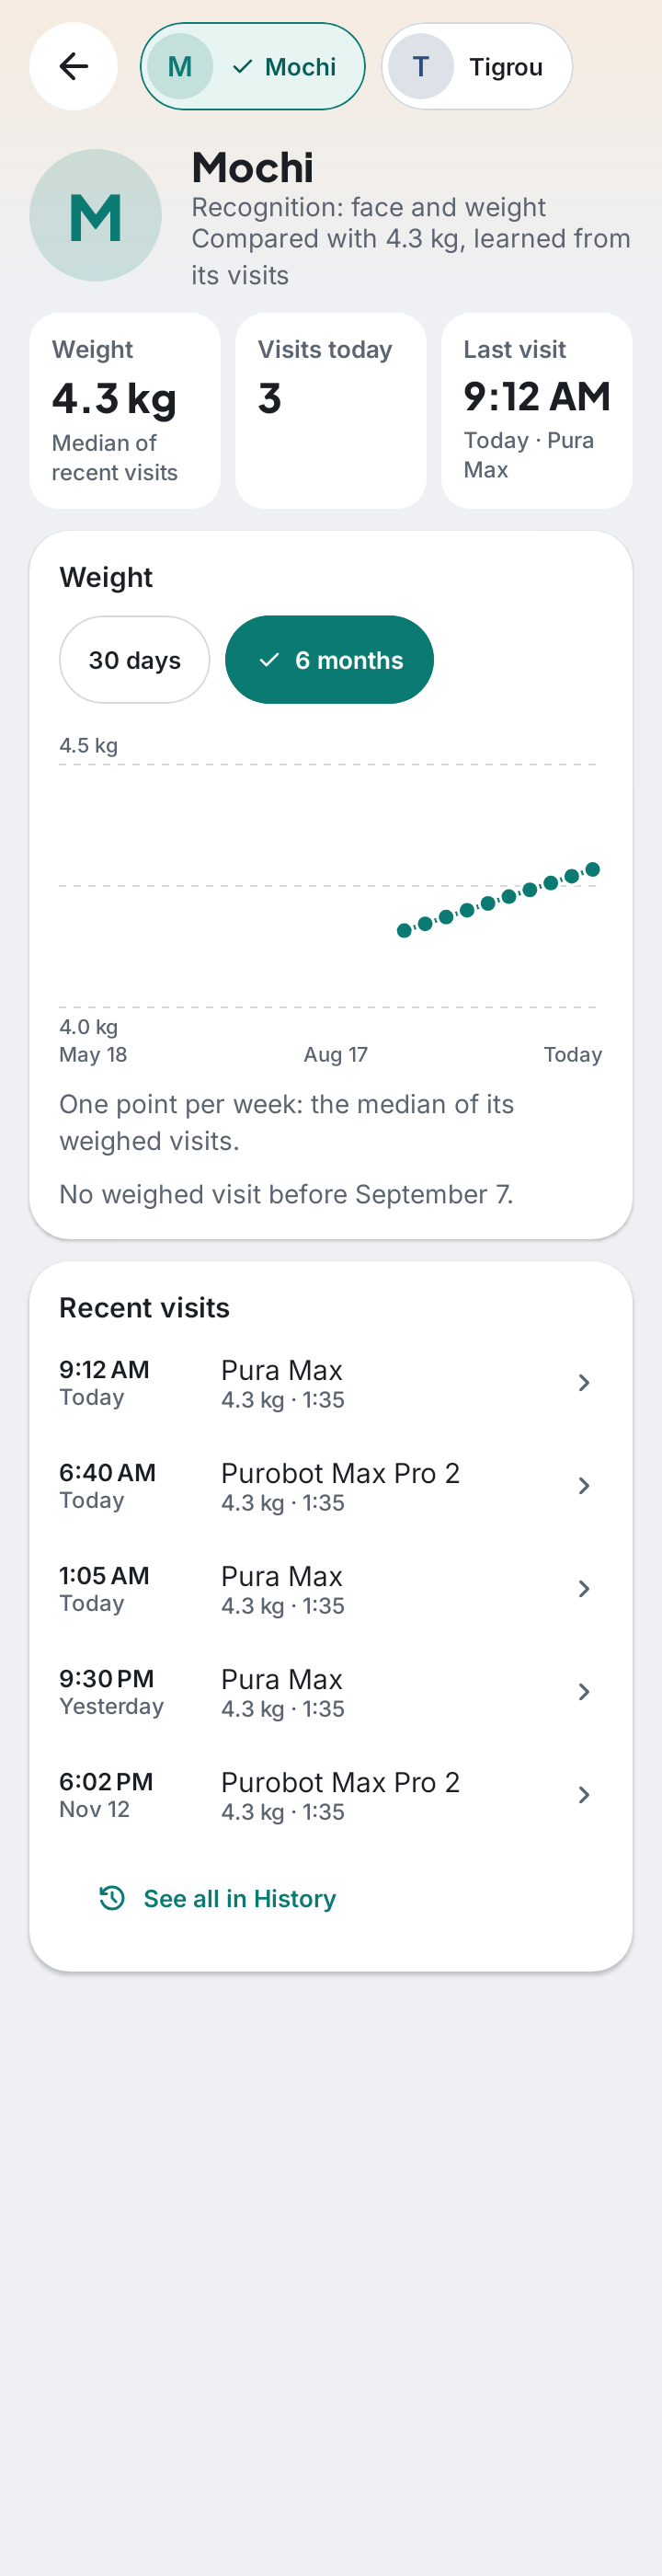 M Mochi T Tigrou
M
Mochi
Recognition: face and weight
Compared with 4.3 kg, learned from
its visits
Weight
4.3 kg
Median of
recent visits
Visits today
3
Last visit
9:12 AM
Today · Pura
Max
Weight
30 days 6 months
4.5 kg
4.0 kg
May 18 Aug 17 Today
One point per week: the median of its
weighed visits.
No weighed visit before September 7.
Recent visits
9:12 AM Pura Max
Today 4.3 kg · 1:35
6:40 AM Purobot Max Pro 2
Today 4.3 kg · 1:35
1:05 AM Pura Max
Today 4.3 kg · 1:35
9:30 PM Pura Max
Yesterday 4.3 kg · 1:35
6:02 PM Purobot Max Pro 2
Nov 12 4.3 kg · 1:35
See all in History